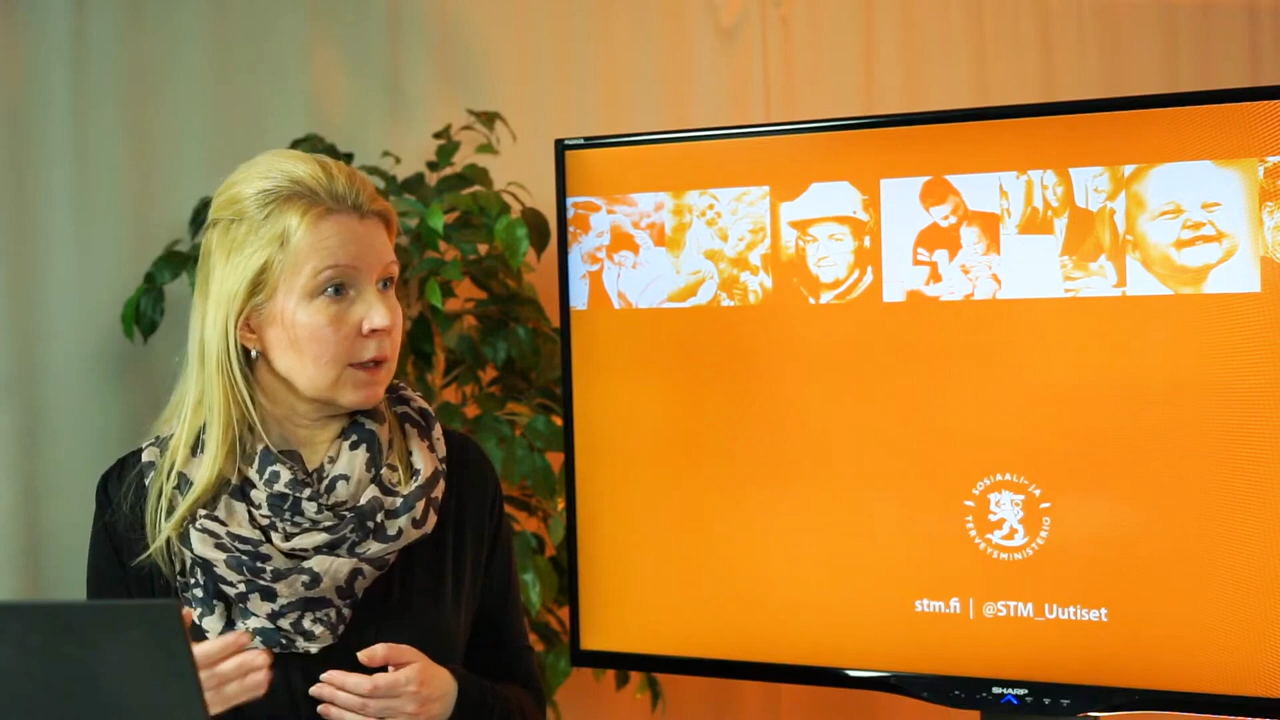 SOSIAALI- JA
TERVEYSMINISTERIÖ
stm.fi | @STM_Uutiset
SHARP